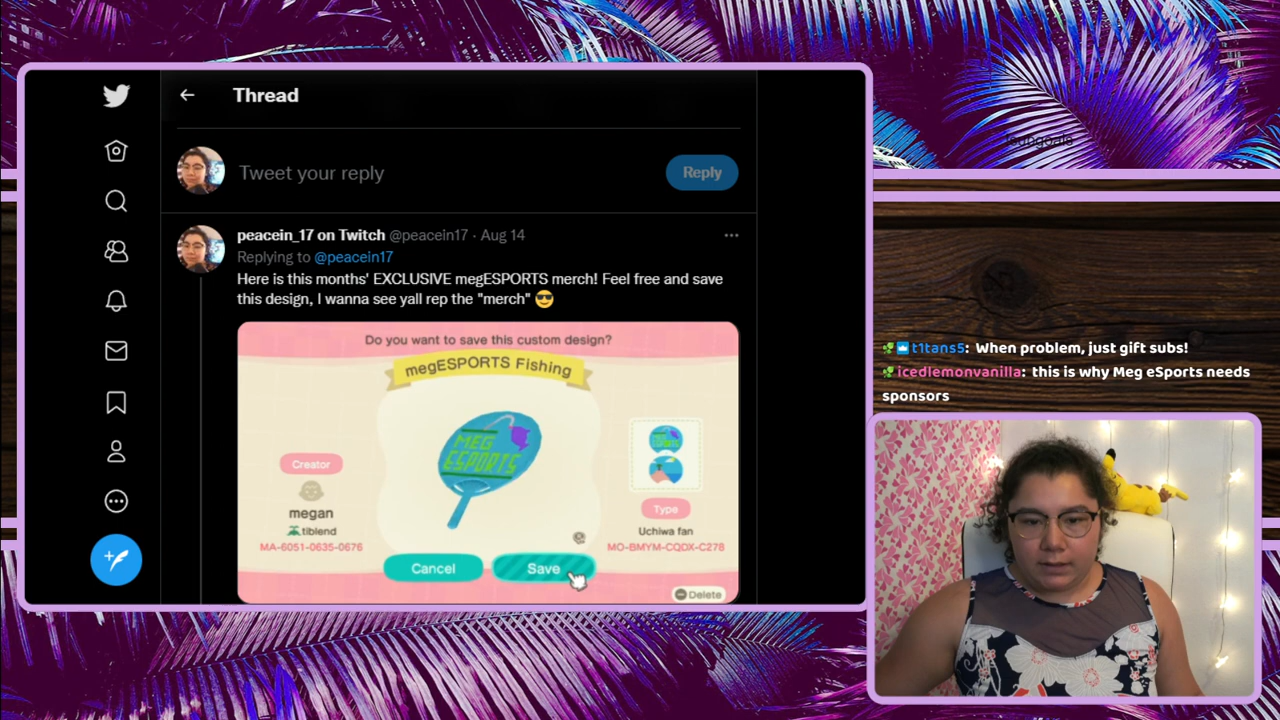 Thread
Tweet your reply
Reply
peacein_17 on Twitch @peacein17 · Aug 14
Replying to @peacein17
Here is this months' EXCLUSIVE megESPORTS merch! Feel free and save
this design, I wanna see yall rep the "merch" 😎
Do you want to save this custom design?
megESPORTS Fishing
MEG
ESPORTS
Creator
megan
tiblend
MA-6051-0635-0676
Type
Uchiwa fan
MO-BMYM-CQDX-C278
Cancel
Save
Delete
t1tans5: When problem, just gift subs!
icedlemonvanilla: this is why Meg eSports needs
sponsors